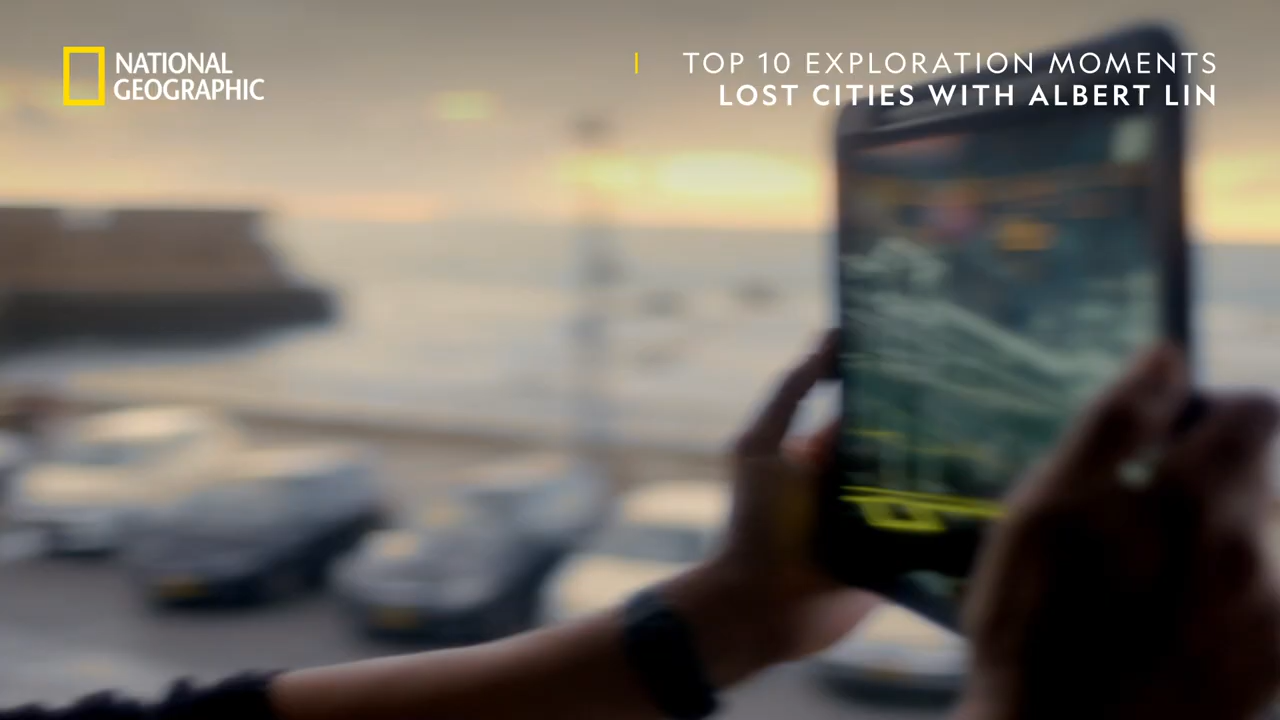 NATIONAL
GEOGRAPHIC
TOP 10 EXPLORATION MOMENTS
LOST CITIES WITH ALBERT LIN